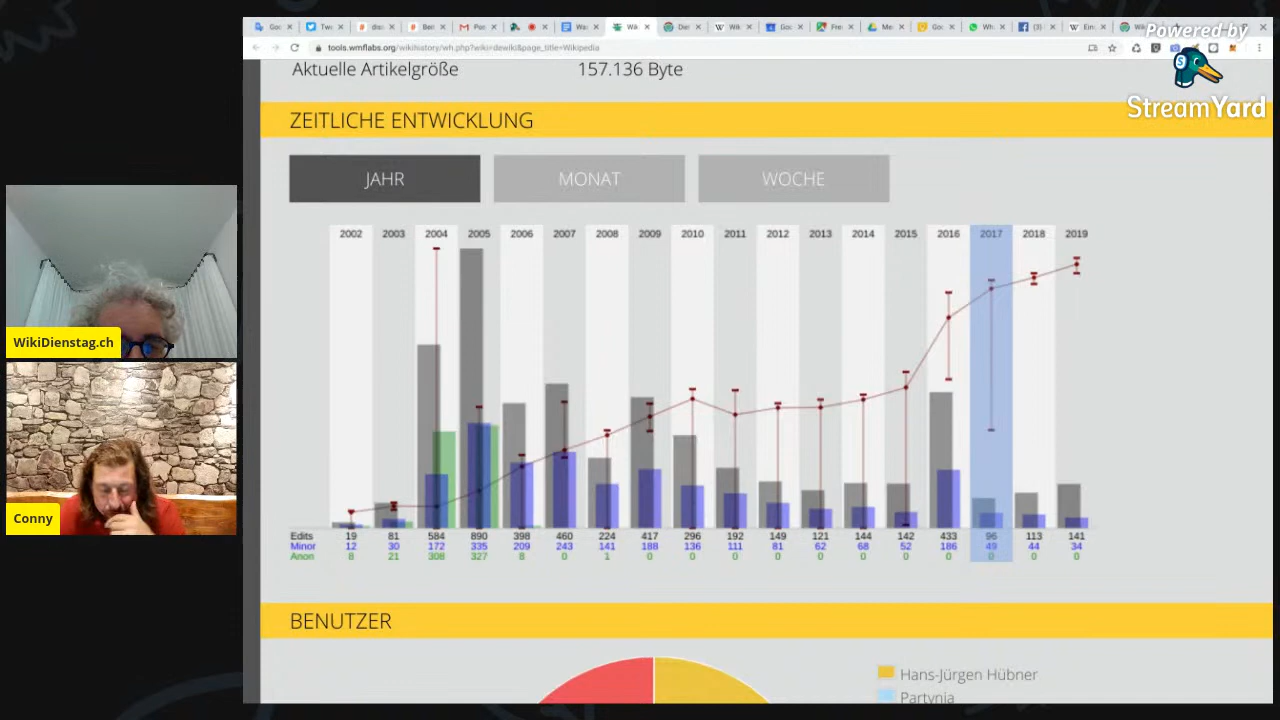 Powered by
StreamYard
tools.wmflabs.org/wikihistory/wh.php?wiki=dewiki&page_title=Wikipedia
Aktuelle Artikelgröße 157.136 Byte
ZEITLICHE ENTWICKLUNG
JAHR MONAT WOCHE
2002 2003 2004 2005 2006 2007 2008 2009 2010 2011 2012 2013 2014 2015 2016 2017 2018 2019
Edits 19 81 584 890 398 460 224 417 296 192 149 121 144 142 433 96 113 141
Minor 12 30 172 335 209 243 141 188 136 111 81 62 68 52 186 49 44 34
Anon 8 21 308 327 8 0 1 0 0 0 0 0 0 0 0 0 0 0
BENUTZER
Hans-Jürgen Hübner
Partynia
WikiDienstag.ch
Conny